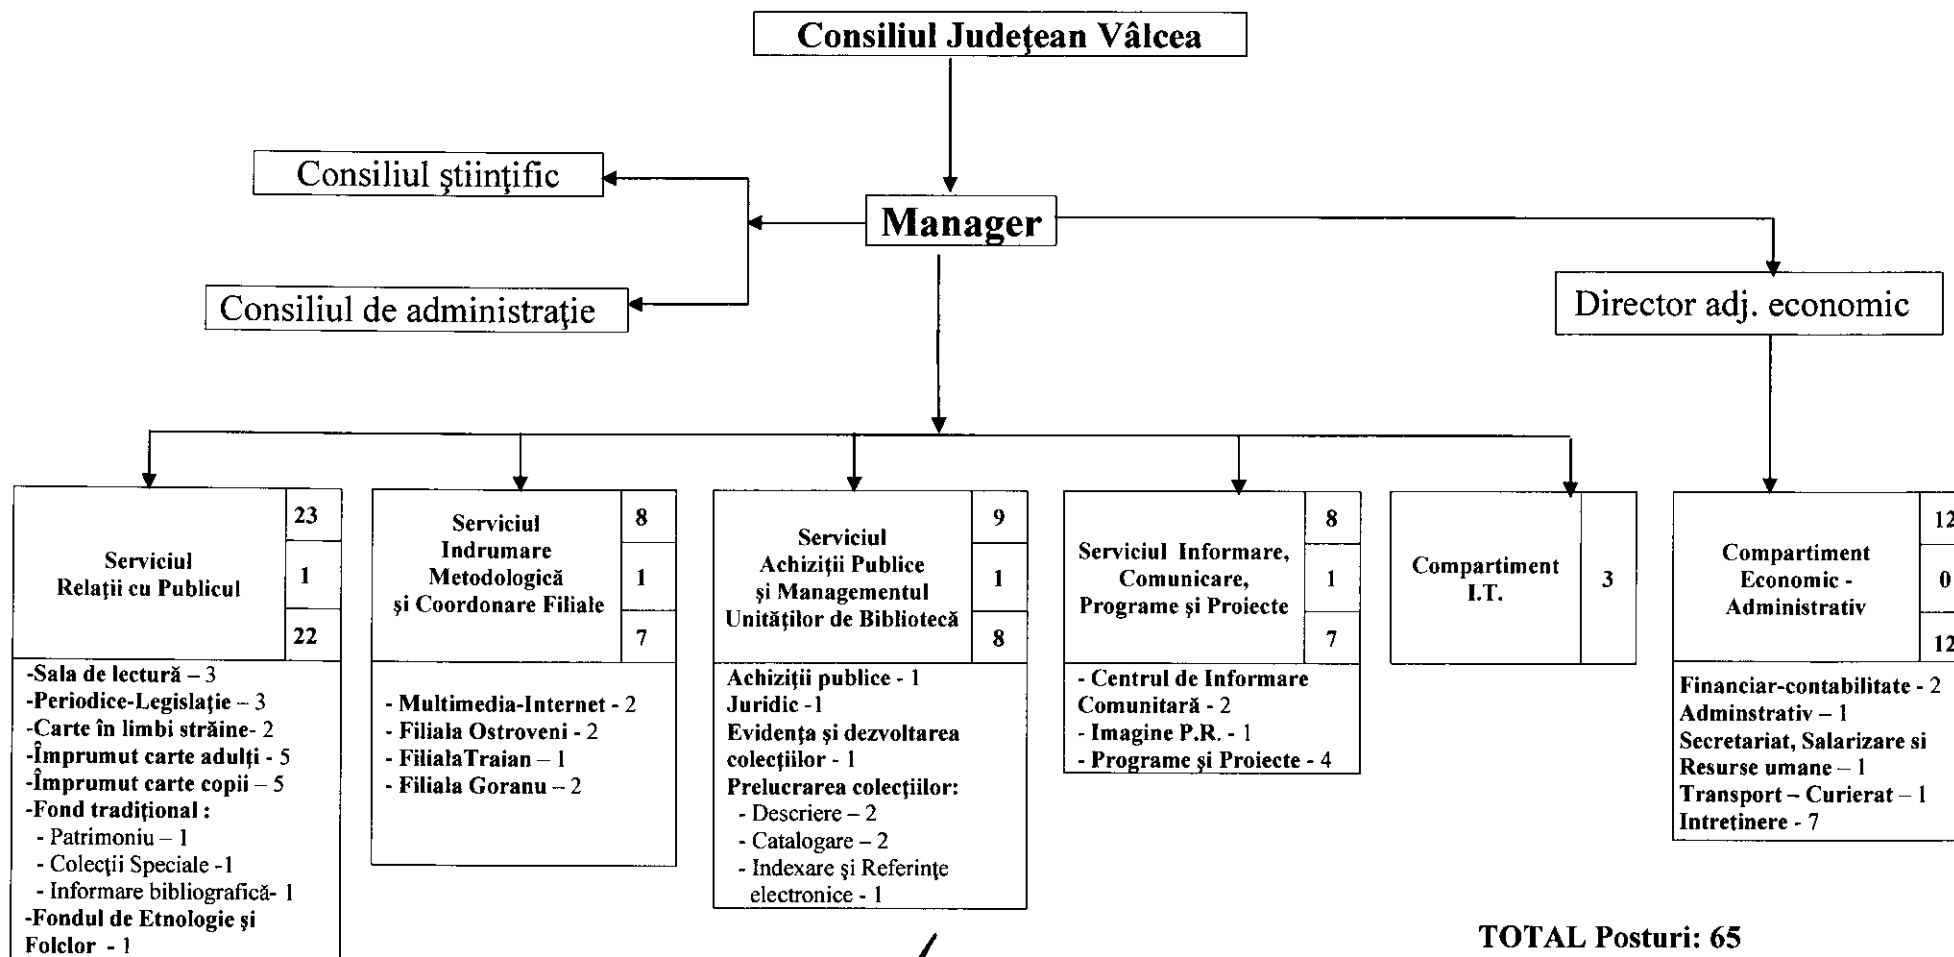 Consiliul Judeţean Vâlcea
Consiliul ştiinţific
Manager
Consiliul de administraţie
Director adj. economic
Serviciul
Relaţii cu Publicul
23
1
22
-Sala de lectură – 3
-Periodice-Legislaţie – 3
-Carte în limbi străine- 2
-Împrumut carte adulţi - 5
-Împrumut carte copii – 5
-Fond tradiţional :
- Patrimoniu – 1
- Colecţii Speciale -1
- Informare bibliografică- 1
-Fondul de Etnologie şi
Folclor - 1
Serviciul
Indrumare
Metodologică
şi Coordonare Filiale
8
1
7
- Multimedia-Internet - 2
- Filiala Ostroveni - 2
- FilialaTraian – 1
- Filiala Goranu – 2
Serviciul
Achiziţii Publice
şi Managementul
Unităţilor de Bibliotecă
9
1
8
Achiziţii publice - 1
Juridic -1
Evidenţa şi dezvoltarea
colecţiilor - 1
Prelucrarea colecţiilor:
- Descriere – 2
- Catalogare – 2
- Indexare şi Referinţe
electronice - 1
Serviciul Informare,
Comunicare,
Programe şi Proiecte
8
1
7
- Centrul de Informare
Comunitară - 2
- Imagine P.R. - 1
- Programe şi Proiecte - 4
Compartiment
I.T.
3
Compartiment
Economic -
Administrativ
12
0
12
Financiar-contabilitate - 2
Adminstrativ – 1
Secretariat, Salarizare si
Resurse umane – 1
Transport – Curierat – 1
Intreţinere - 7
TOTAL Posturi: 65